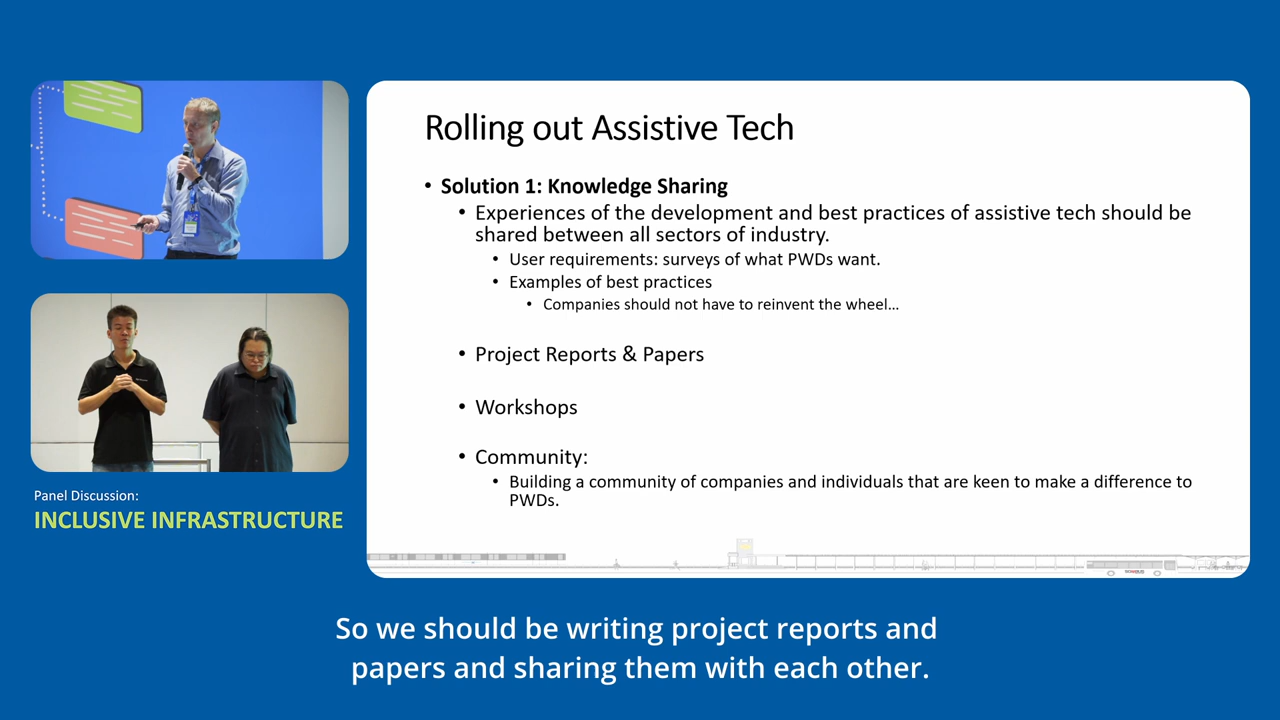 Rolling out Assistive Tech
• Solution 1: Knowledge Sharing
• Experiences of the development and best practices of assistive tech should be
shared between all sectors of industry.
• User requirements: surveys of what PWDs want.
• Examples of best practices
• Companies should not have to reinvent the wheel...
• Project Reports & Papers
• Workshops
• Community:
• Building a community of companies and individuals that are keen to make a difference to
PWDs.
Panel Discussion:
INCLUSIVE INFRASTRUCTURE
So we should be writing project reports and
papers and sharing them with each other.